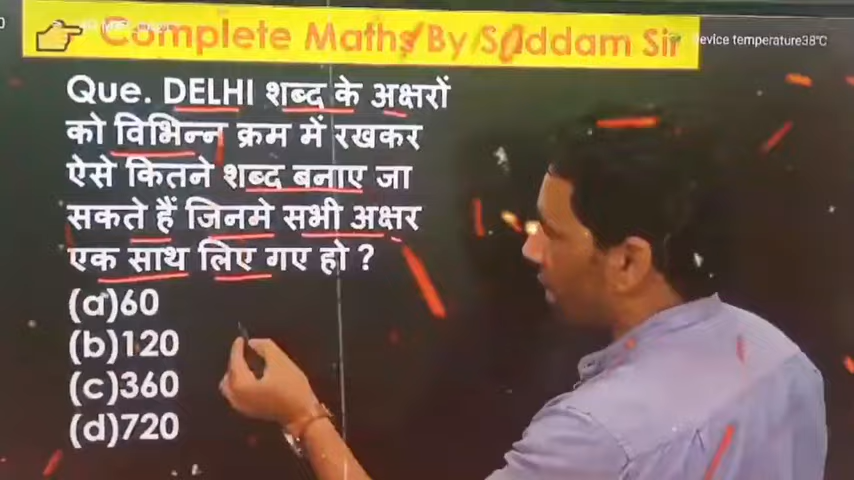 Complete Maths By Saddam Sir
device temperature38°C
Que. DELHI शब्द के अक्षरों
को विभिन्न क्रम में रखकर
ऐसे कितने शब्द बनाए जा
सकते हैं जिनमे सभी अक्षर
एक साथ लिए गए हो ?
(a)60
(b)120
(c)360
(d)720